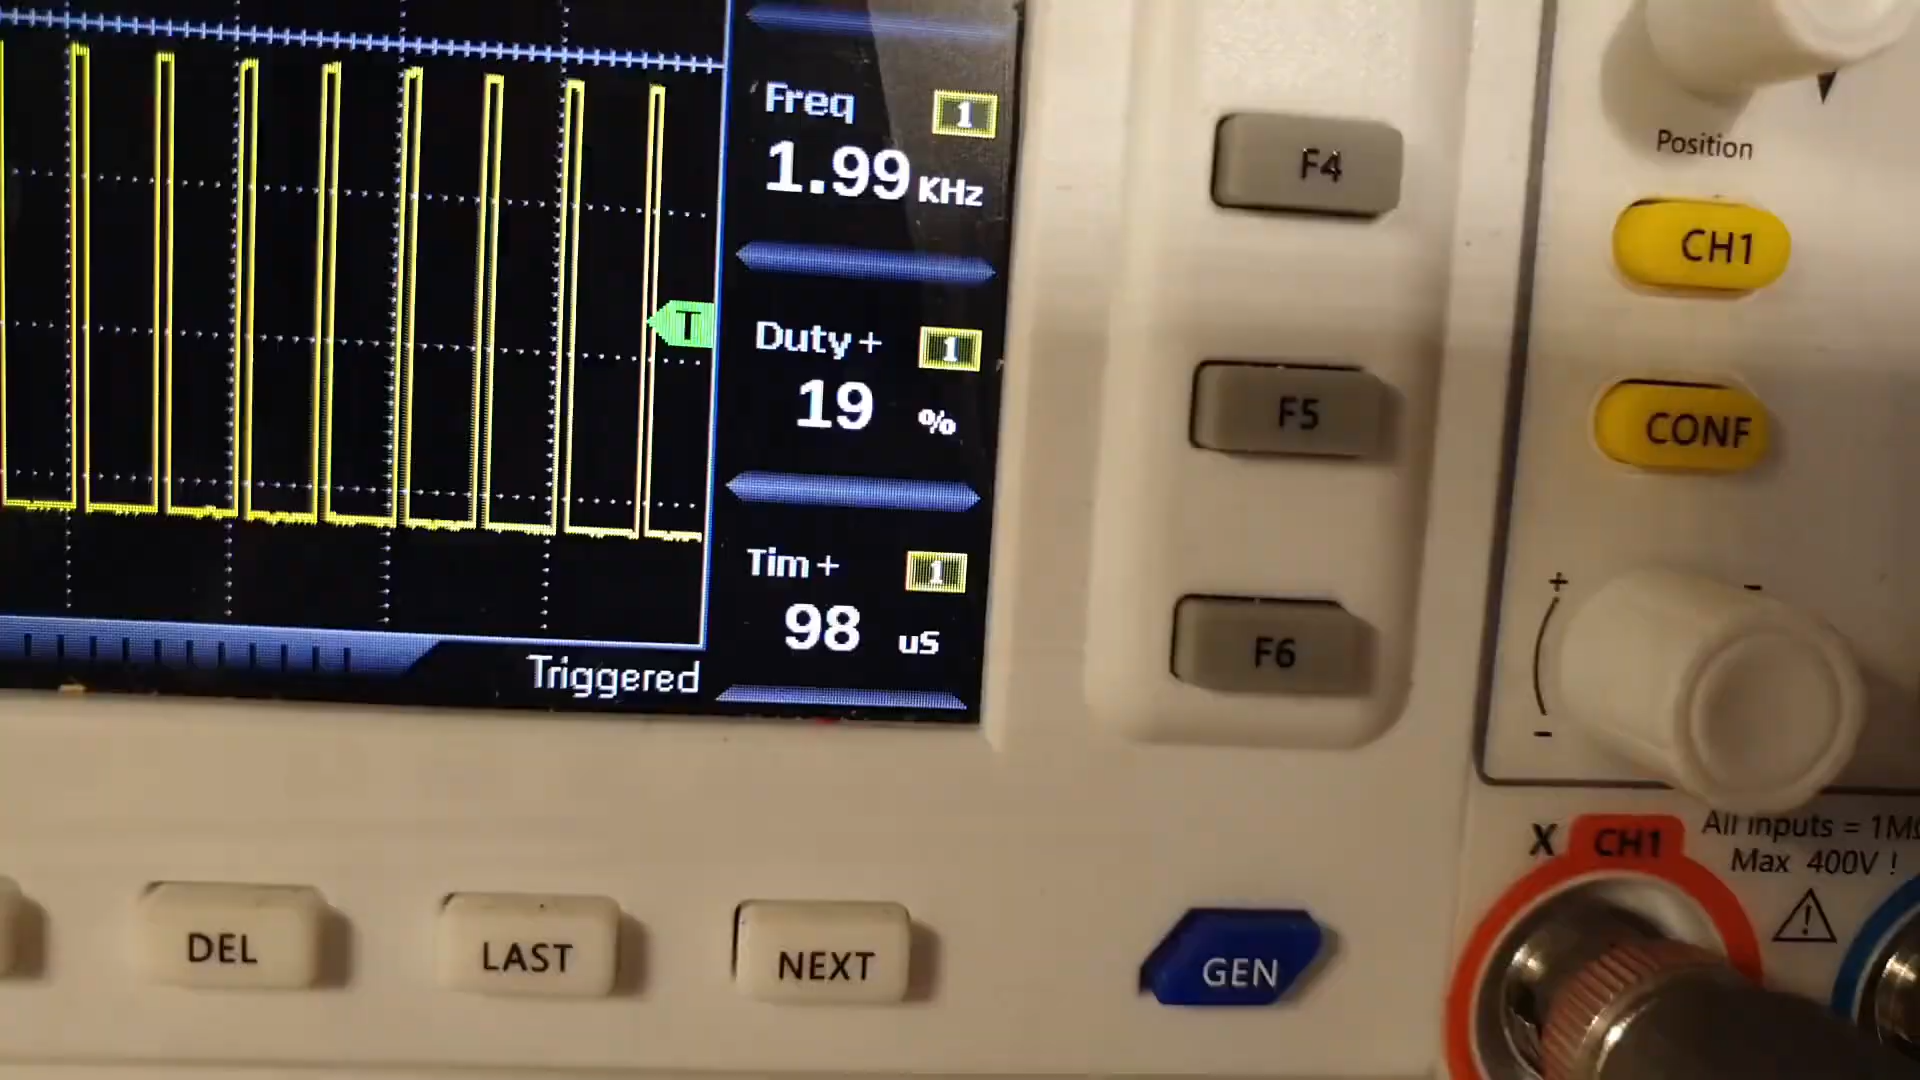 Freq 1
1.99 KHz
Duty+ 1
19 %
Tim+ 1
98 uS
T
Triggered
F4
F5
F6
Position
CH1
CONF
+ -
-
X CH1
All inputs = 1MΩ
Max 400V !
!
DEL LAST NEXT GEN